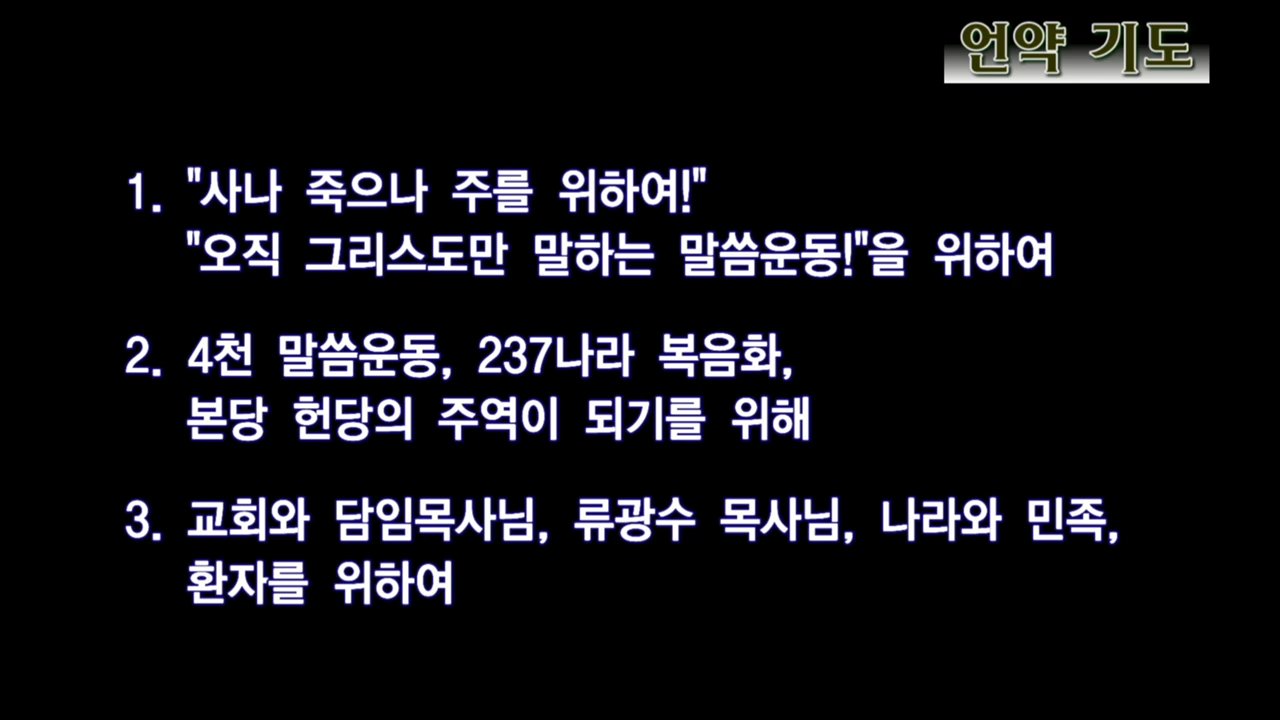 언약 기도
1. "사나 죽으나 주를 위하여!"
"오직 그리스도만 말하는 말씀운동!"을 위하여
2. 4천 말씀운동, 237나라 복음화,
본당 헌당의 주역이 되기를 위해
3. 교회와 담임목사님, 류광수 목사님, 나라와 민족,
환자를 위하여